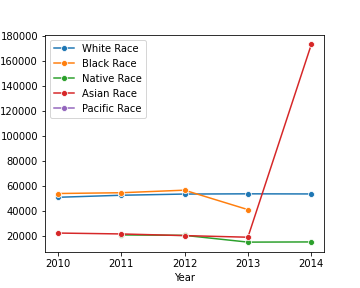 180000
160000
140000
120000
100000
80000
60000
40000
20000
White Race
Black Race
Native Race
Asian Race
Pacific Race
2010 2011 2012 2013 2014
Year